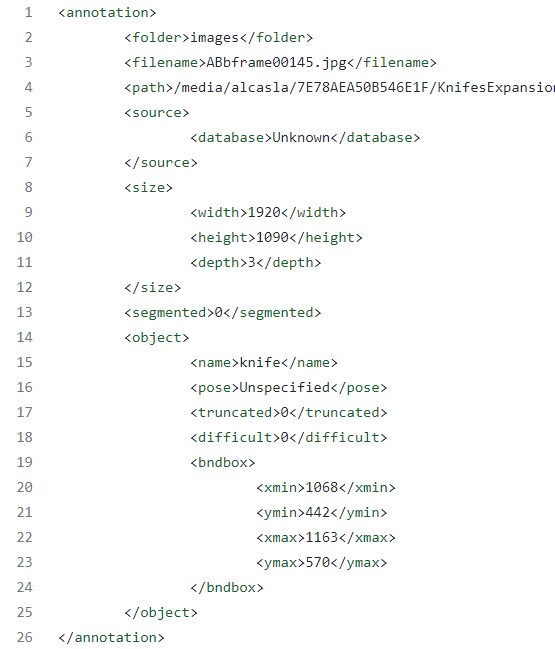 1 <annotation>
2 <folder>images</folder>
3 <filename>ABbframe00145.jpg</filename>
4 <path>/media/alcasla/7E78AEA50B546E1F/KnifesExpansion
5 <source>
6 <database>Unknown</database>
7 </source>
8 <size>
9 <width>1920</width>
10 <height>1090</height>
11 <depth>3</depth>
12 </size>
13 <segmented>0</segmented>
14 <object>
15 <name>knife</name>
16 <pose>Unspecified</pose>
17 <truncated>0</truncated>
18 <difficult>0</difficult>
19 <bndbox>
20 <xmin>1068</xmin>
21 <ymin>442</ymin>
22 <xmax>1163</xmax>
23 <ymax>570</ymax>
24 </bndbox>
25 </object>
26 </annotation>